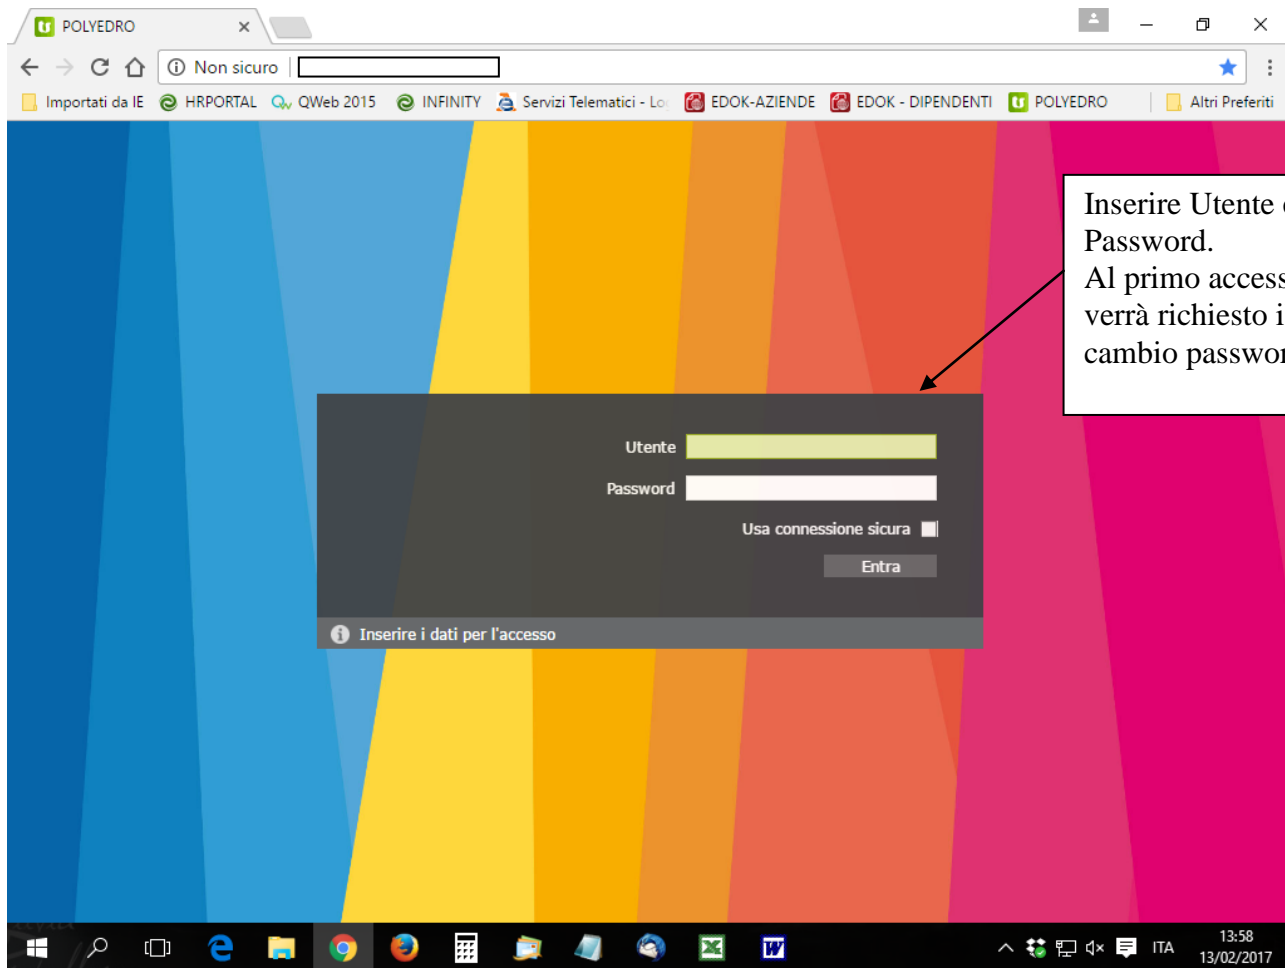 POLYEDRO
Non sicuro
Importati da IE HRPORTAL QWeb 2015 INFINITY Servizi Telematici - Lo EDOK-AZIENDE EDOK - DIPENDENTI POLYEDRO Altri Preferiti
Inserire Utente
Password.
Al primo access
verrà richiesto i
cambio passwor
Utente
Password
Usa connessione sicura
Entra
Inserire i dati per l'accesso
ITA
13:58
13/02/2017